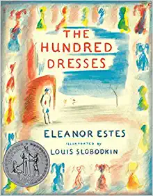 THE
HUNDRED
DRESSES
ELEANOR ESTES
ILLUSTRATED BY
LOUIS SLOBODKIN